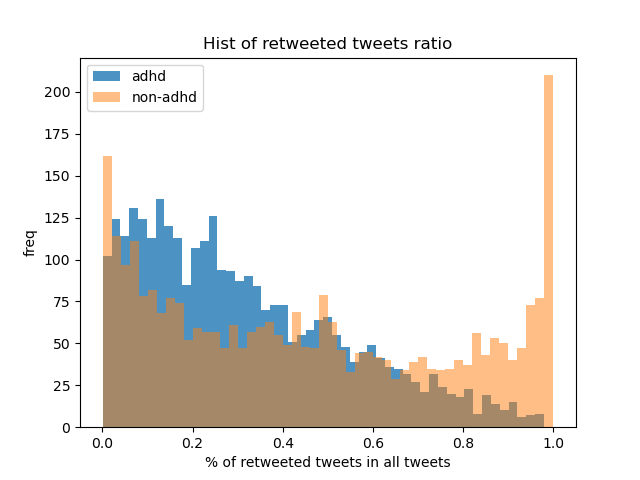 Hist of retweeted tweets ratio
adhd
non-adhd
freq
200
175
150
125
100
75
50
25
0
0.0 0.2 0.4 0.6 0.8 1.0
% of retweeted tweets in all tweets